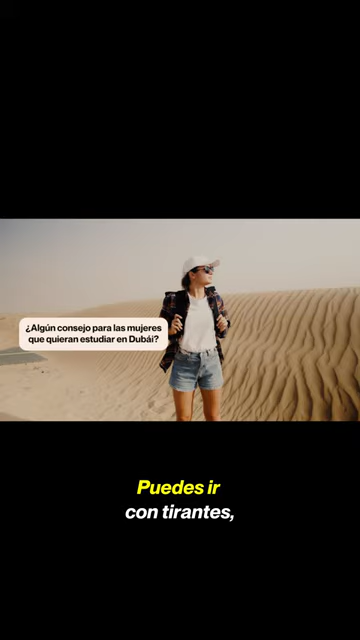 ¿Algún consejo para las mujeres
que quieran estudiar en Dubái?
Puedes ir
con tirantes,